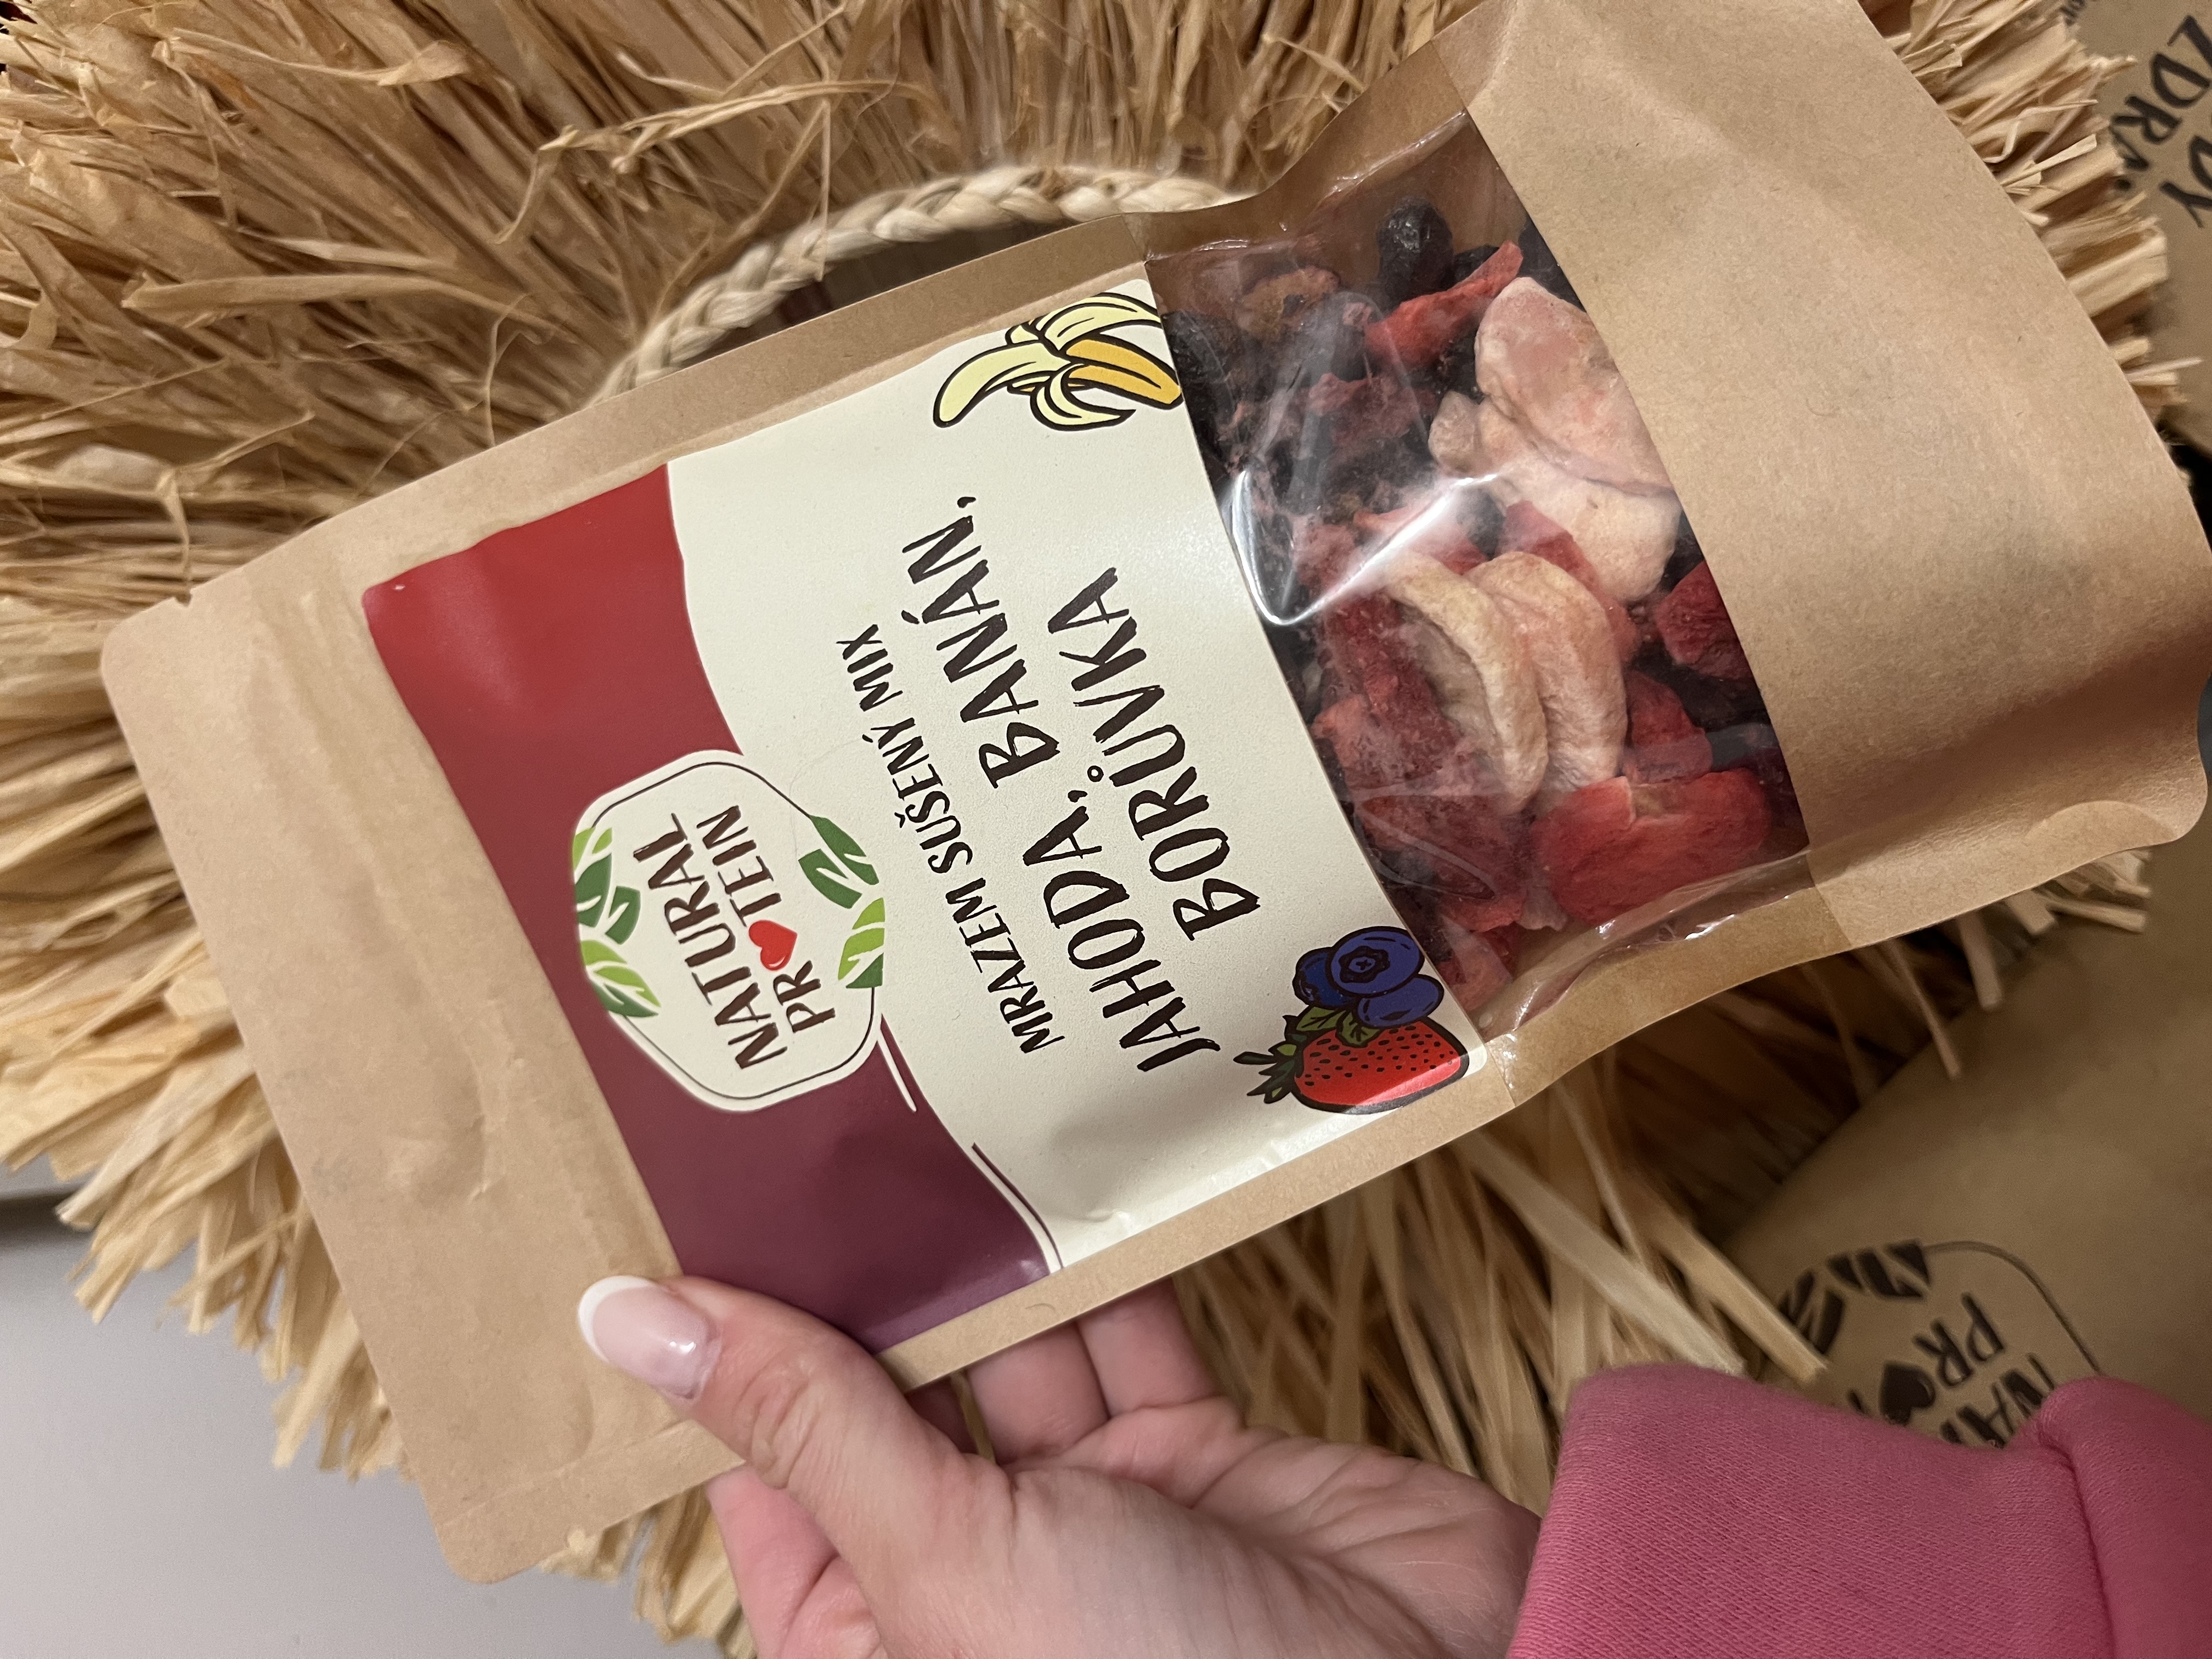 NATURAL
PROTEIN
MRAZEM SUŠENÝ MIX
JAHODA, BANÁN,
BORŮVKA